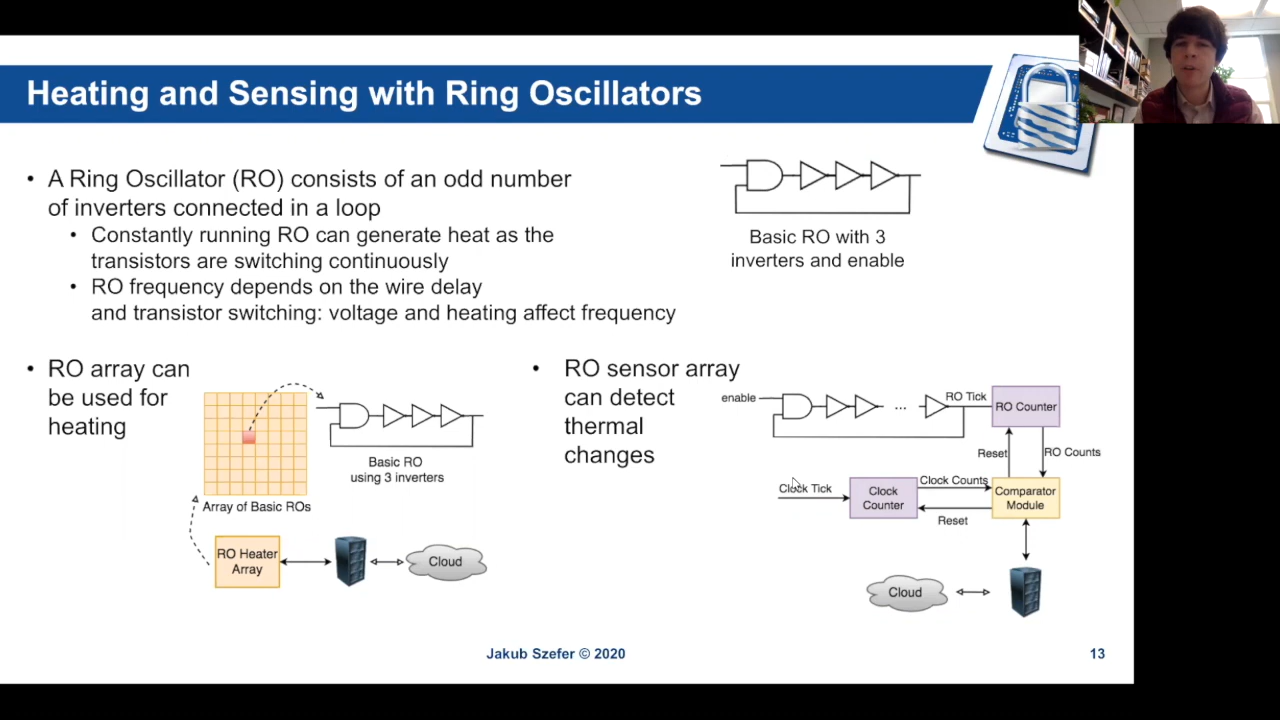 Heating and Sensing with Ring Oscillators
• A Ring Oscillator (RO) consists of an odd number
of inverters connected in a loop
• Constantly running RO can generate heat as the
transistors are switching continuously
• RO frequency depends on the wire delay
and transistor switching: voltage and heating affect frequency
Basic RO with 3
inverters and enable
• RO array can
be used for
heating
Basic RO
using 3 inverters
Array of Basic ROs
RO Heater
Array
Cloud
• RO sensor array
can detect
thermal
changes
enable
...
RO Tick
RO Counter
Reset
RO Counts
Clock Tick
Clock
Counter
Clock Counts
Reset
Comparator
Module
Cloud
Jakub Szefer © 2020
13